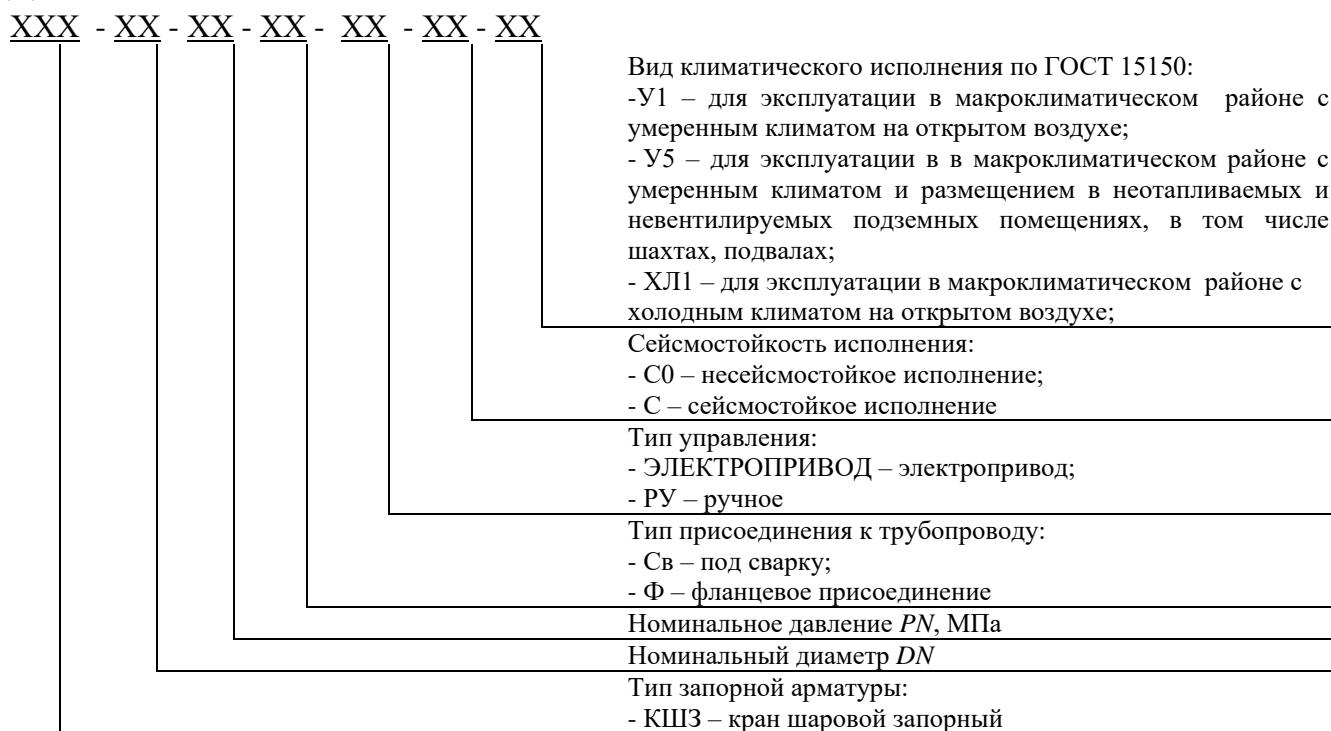 XXX - XX - XX - XX - XX - XX - XX
Вид климатического исполнения по ГОСТ 15150:
-У1 – для эксплуатации в макроклиматическом районе с
умеренным климатом на открытом воздухе;
- У5 – для эксплуатации в в макроклиматическом районе с
умеренным климатом и размещением в неотапливаемых и
невентилируемых подземных помещениях, в том числе
шахтах, подвалах;
- ХЛ1 – для эксплуатации в макроклиматическом районе с
холодным климатом на открытом воздухе;
Сейсмостойкость исполнения:
- С0 – несейсмостойкое исполнение;
- С – сейсмостойкое исполнение
Тип управления:
- ЭЛЕКТРОПРИВОД – электропривод;
- РУ – ручное
Тип присоединения к трубопроводу:
- Св – под сварку;
- Ф – фланцевое присоединение
Номинальное давление PN, МПа
Номинальный диаметр DN
Тип запорной арматуры:
- КШЗ – кран шаровой запорный